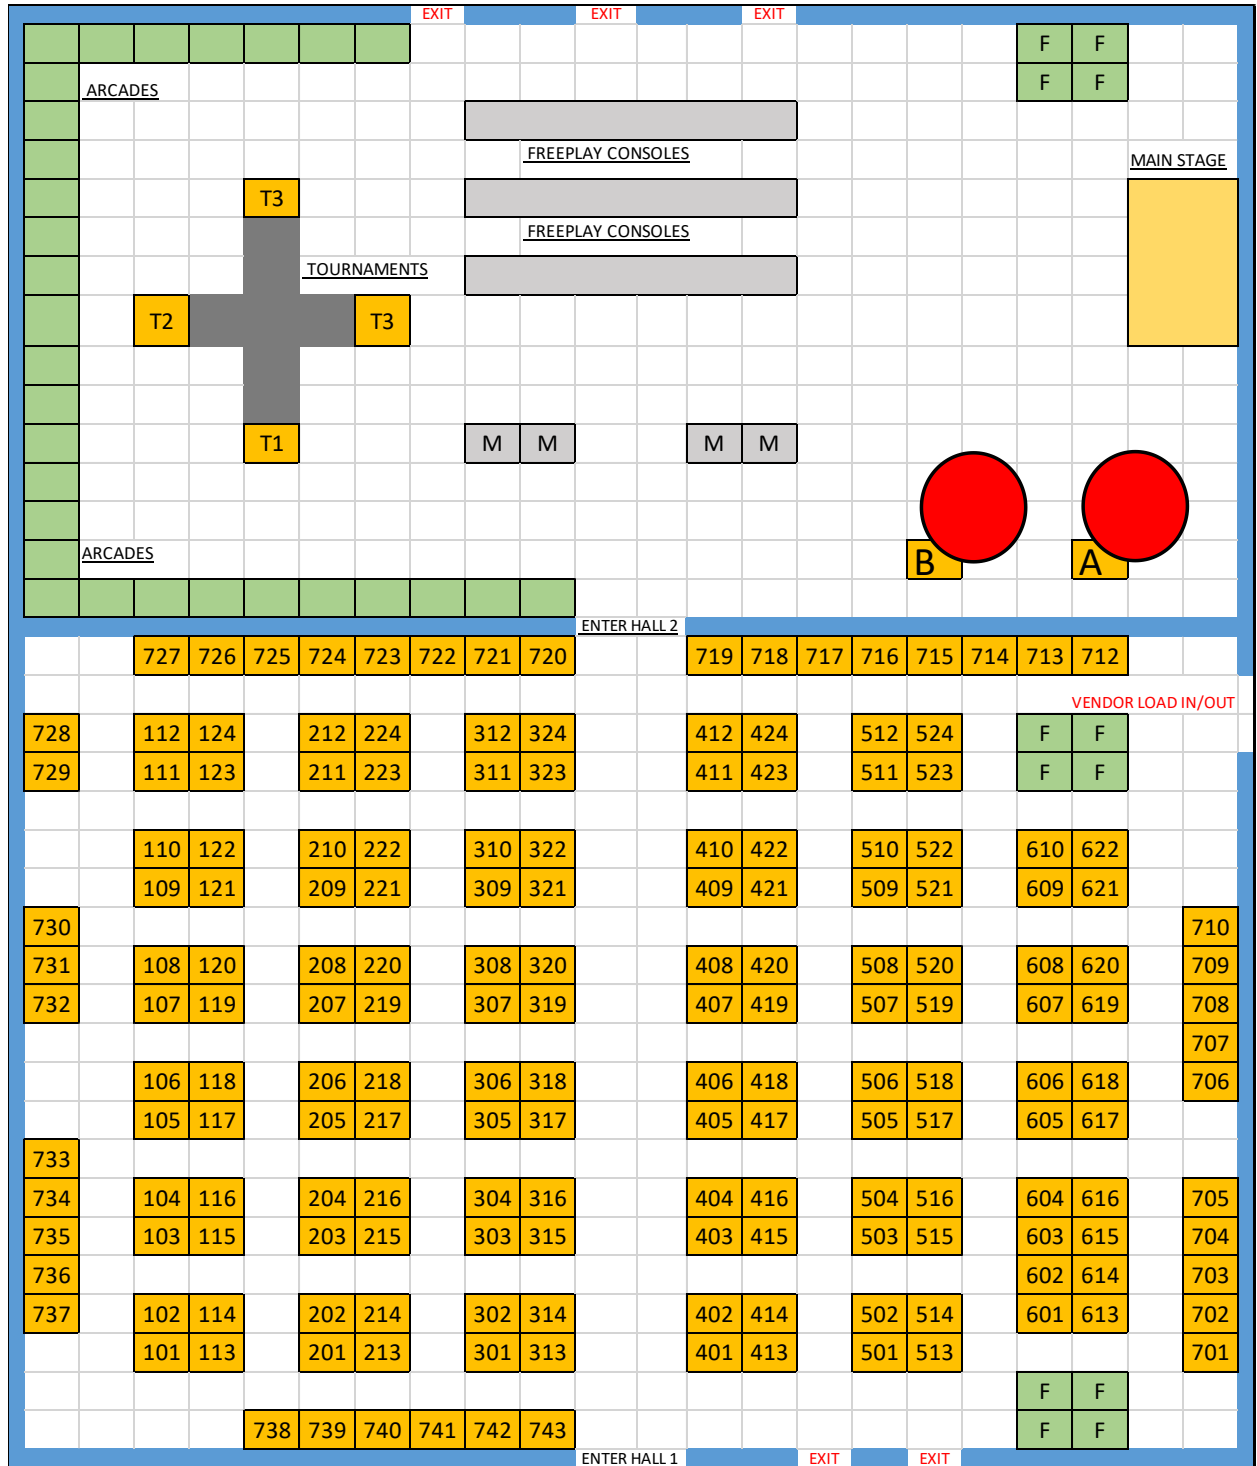 EXIT EXIT EXIT
F F
ARCADES F F
FREEPLAY CONSOLES
MAIN STAGE
T3
FREEPLAY CONSOLES
TOURNAMENTS
T2 T3
T1 M M M M
ARCADES B A
ENTER HALL 2
727 726 725 724 723 722 721 720 719 718 717 716 715 714 713 712
VENDOR LOAD IN/OUT
728 112 124 212 224 312 324 412 424 512 524 F F
729 111 123 211 223 311 323 411 423 511 523 F F
110 122 210 222 310 322 410 422 510 522 610 622
109 121 209 221 309 321 409 421 509 521 609 621
730 710
731 108 120 208 220 308 320 408 420 508 520 608 620 709
732 107 119 207 219 307 319 407 419 507 519 607 619 708
707
106 118 206 218 306 318 406 418 506 518 606 618 706
105 117 205 217 305 317 405 417 505 517 605 617
733
734 104 116 204 216 304 316 404 416 504 516 604 616 705
735 103 115 203 215 303 315 403 415 503 515 603 615 704
736 602 614 703
737 102 114 202 214 302 314 402 414 502 514 601 613 702
101 113 201 213 301 313 401 413 501 513 701
F F
738 739 740 741 742 743 F F
ENTER HALL 1 EXIT EXIT